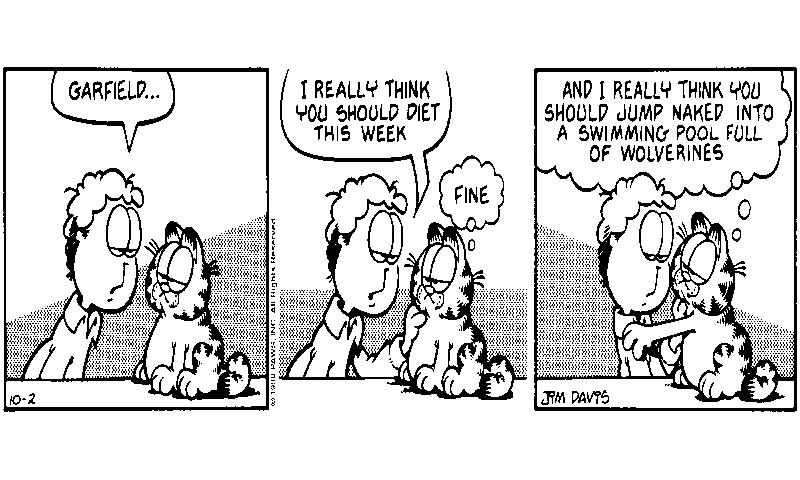 GARFIELD...
10-2
I REALLY THINK
YOU SHOULD DIET
THIS WEEK
FINE
AND I REALLY THINK YOU
SHOULD JUMP NAKED INTO
A SWIMMING POOL FULL
OF WOLVERINES
JIM DAVIS